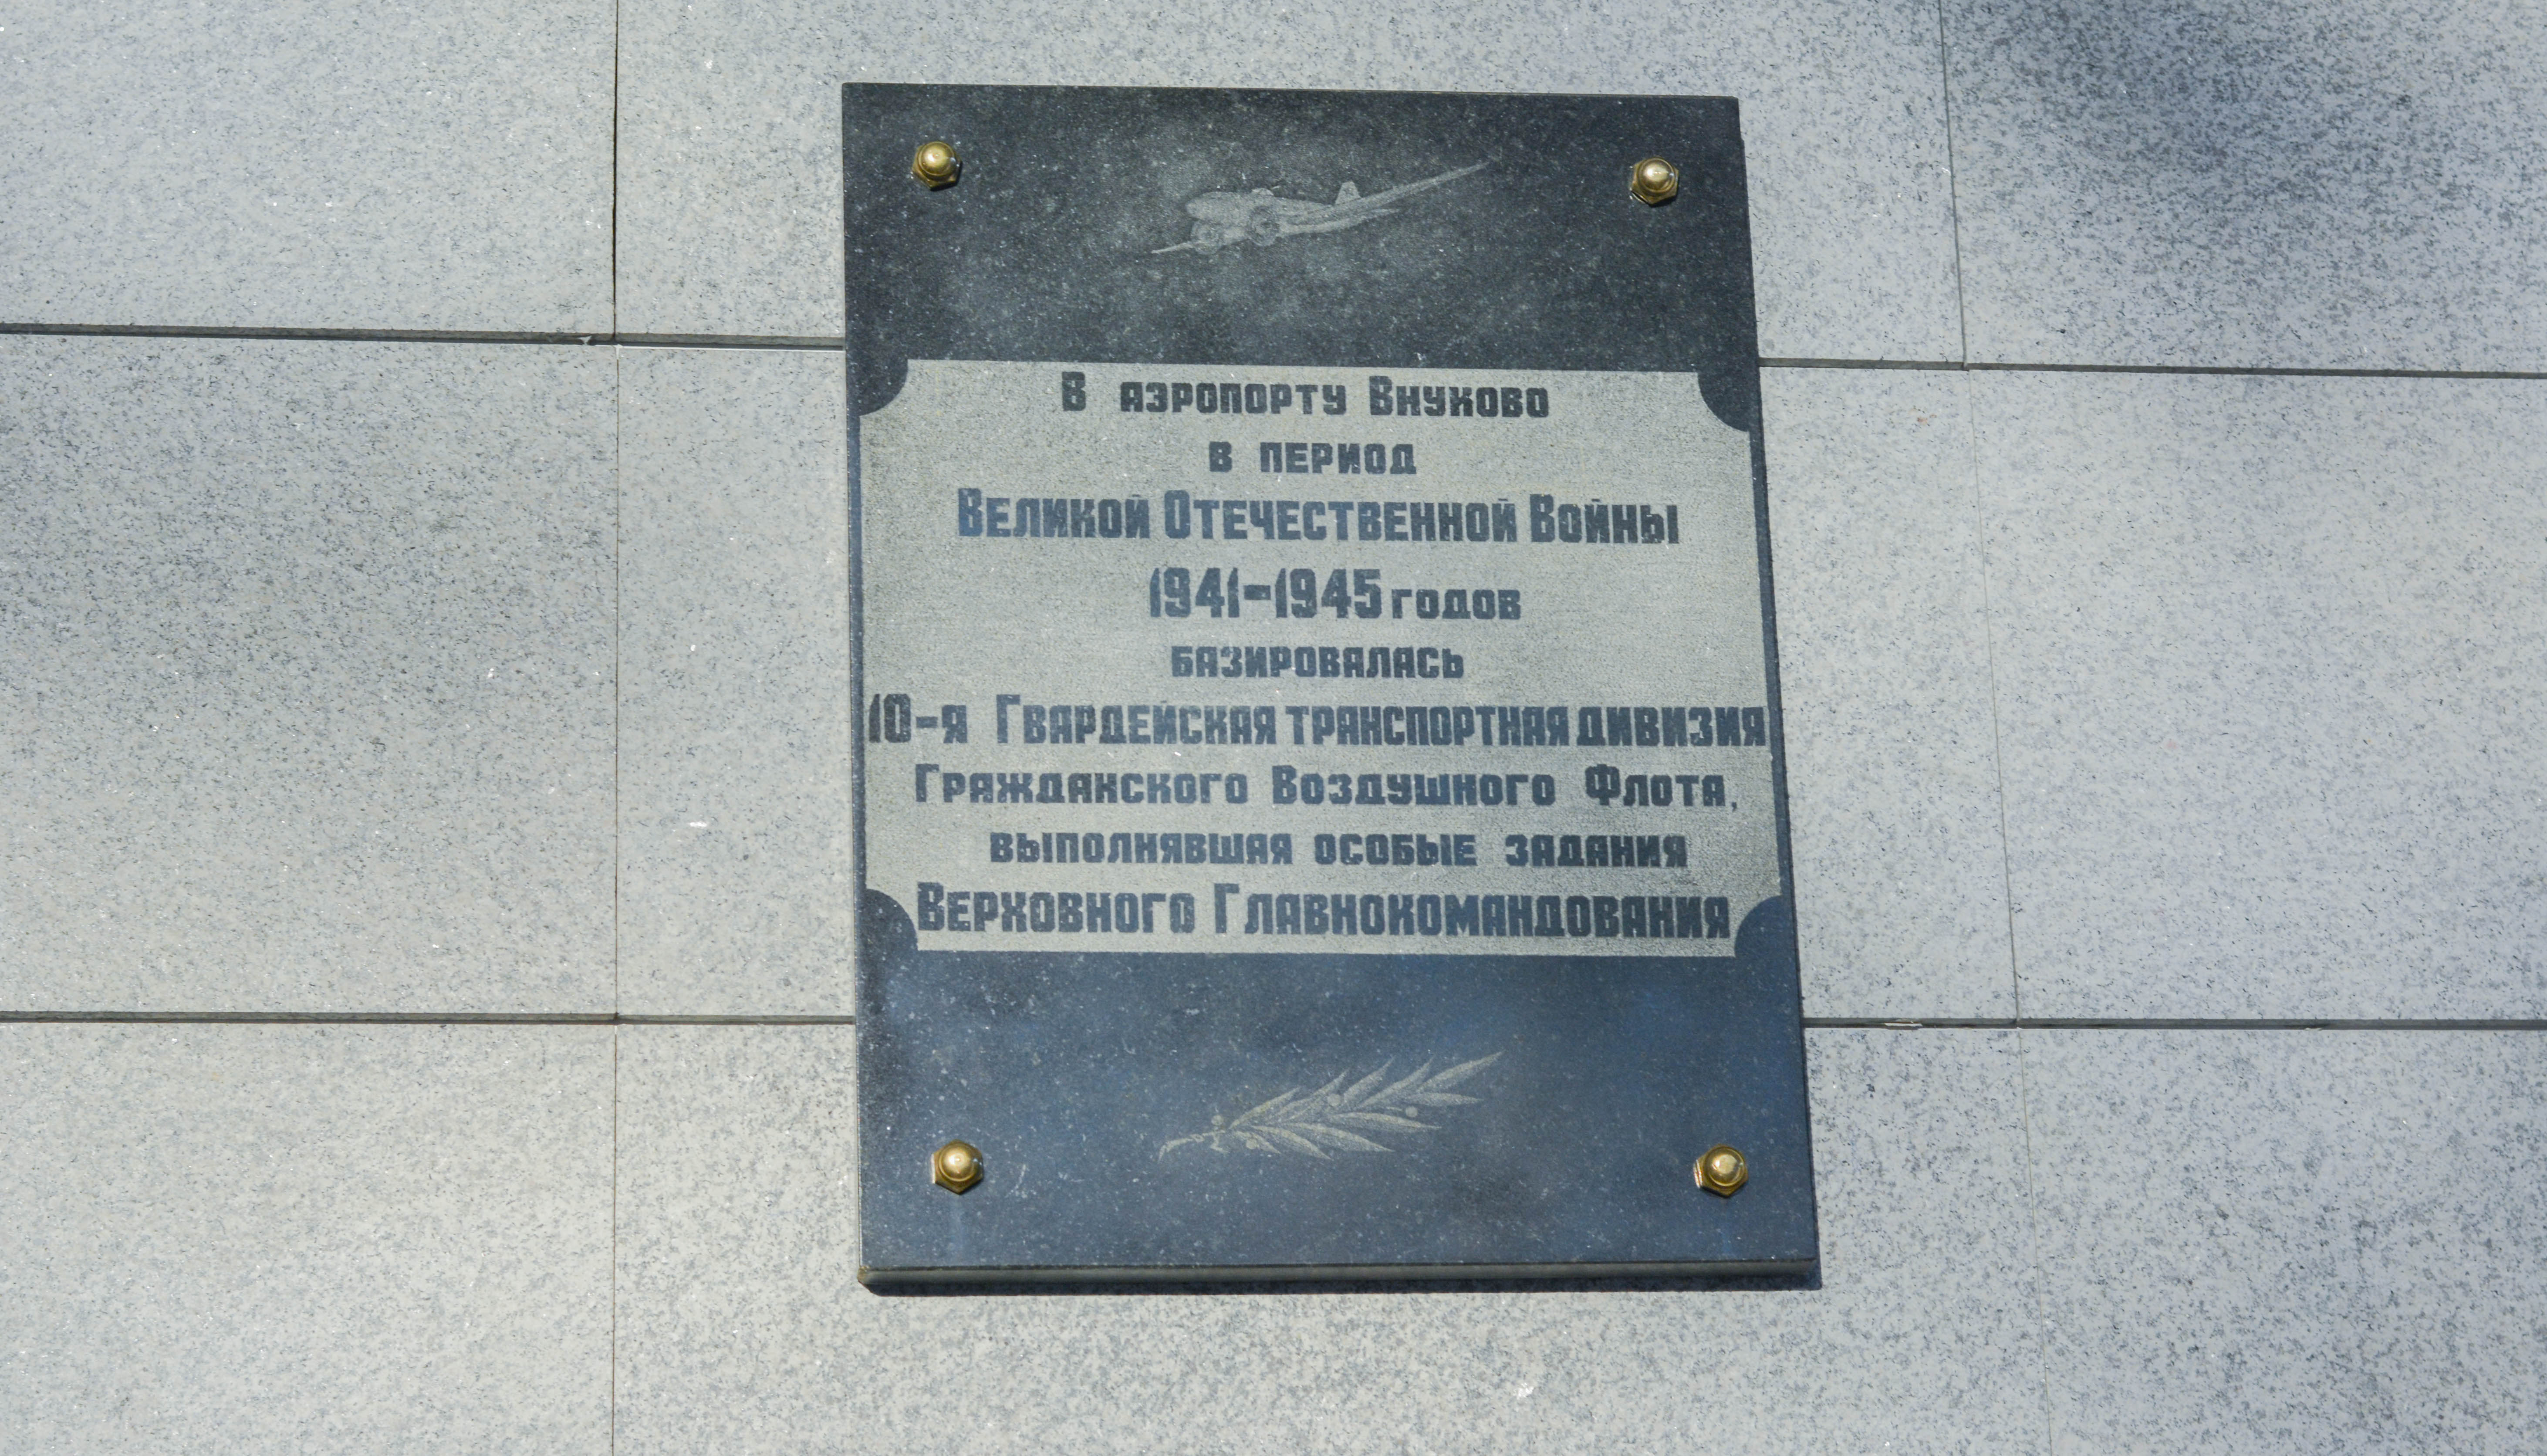 В аэропорту Внуково
в период
Великой Отечественной Войны
1941-1945 годов
базировалась
10-я Гвардейская транспортная дивизия
Гражданского Воздушного Флота,
выполнявшая особые задания
Верховного Главнокомандования